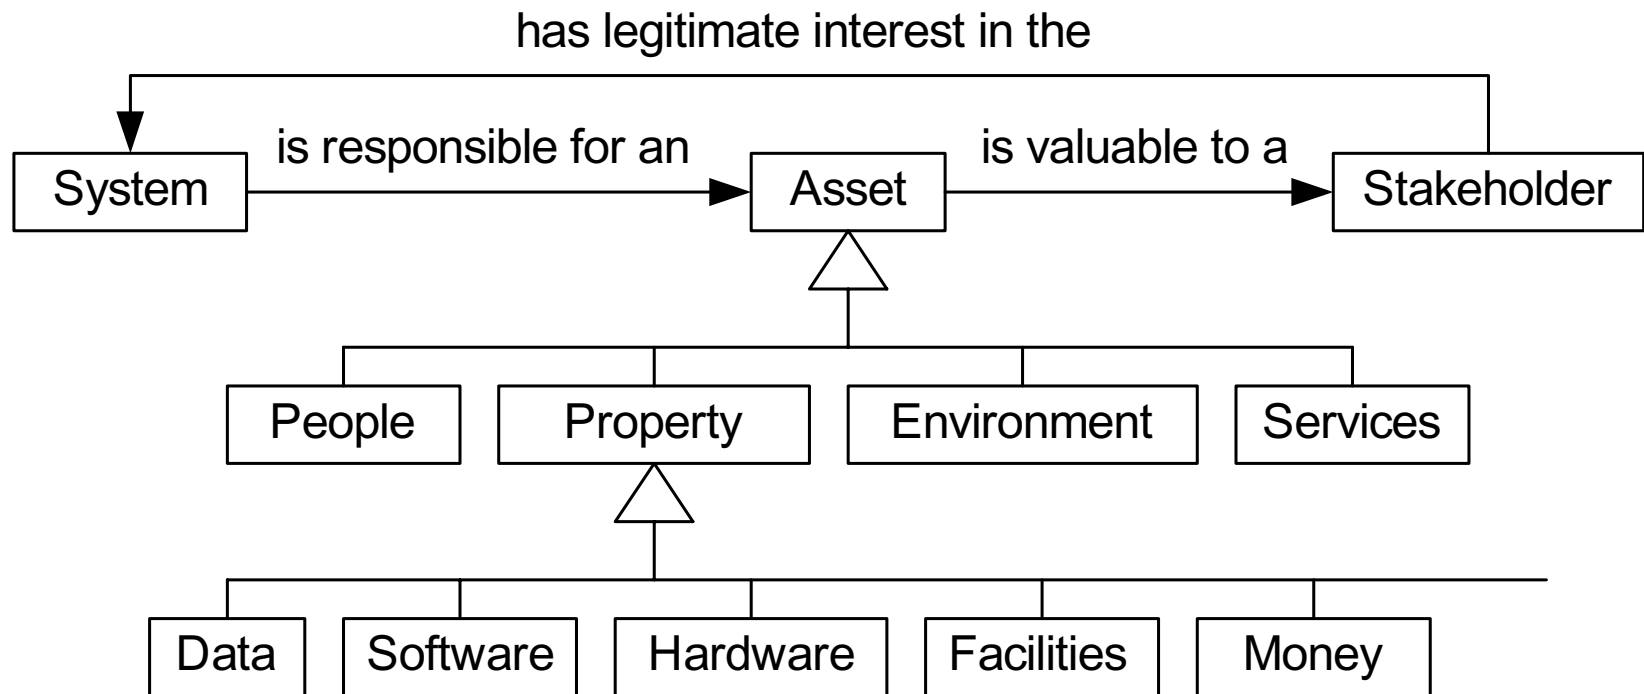 has legitimate interest in the
is responsible for an
is valuable to a
System
Asset
Stakeholder
People
Property
Environment
Services
Data
Software
Hardware
Facilities
Money